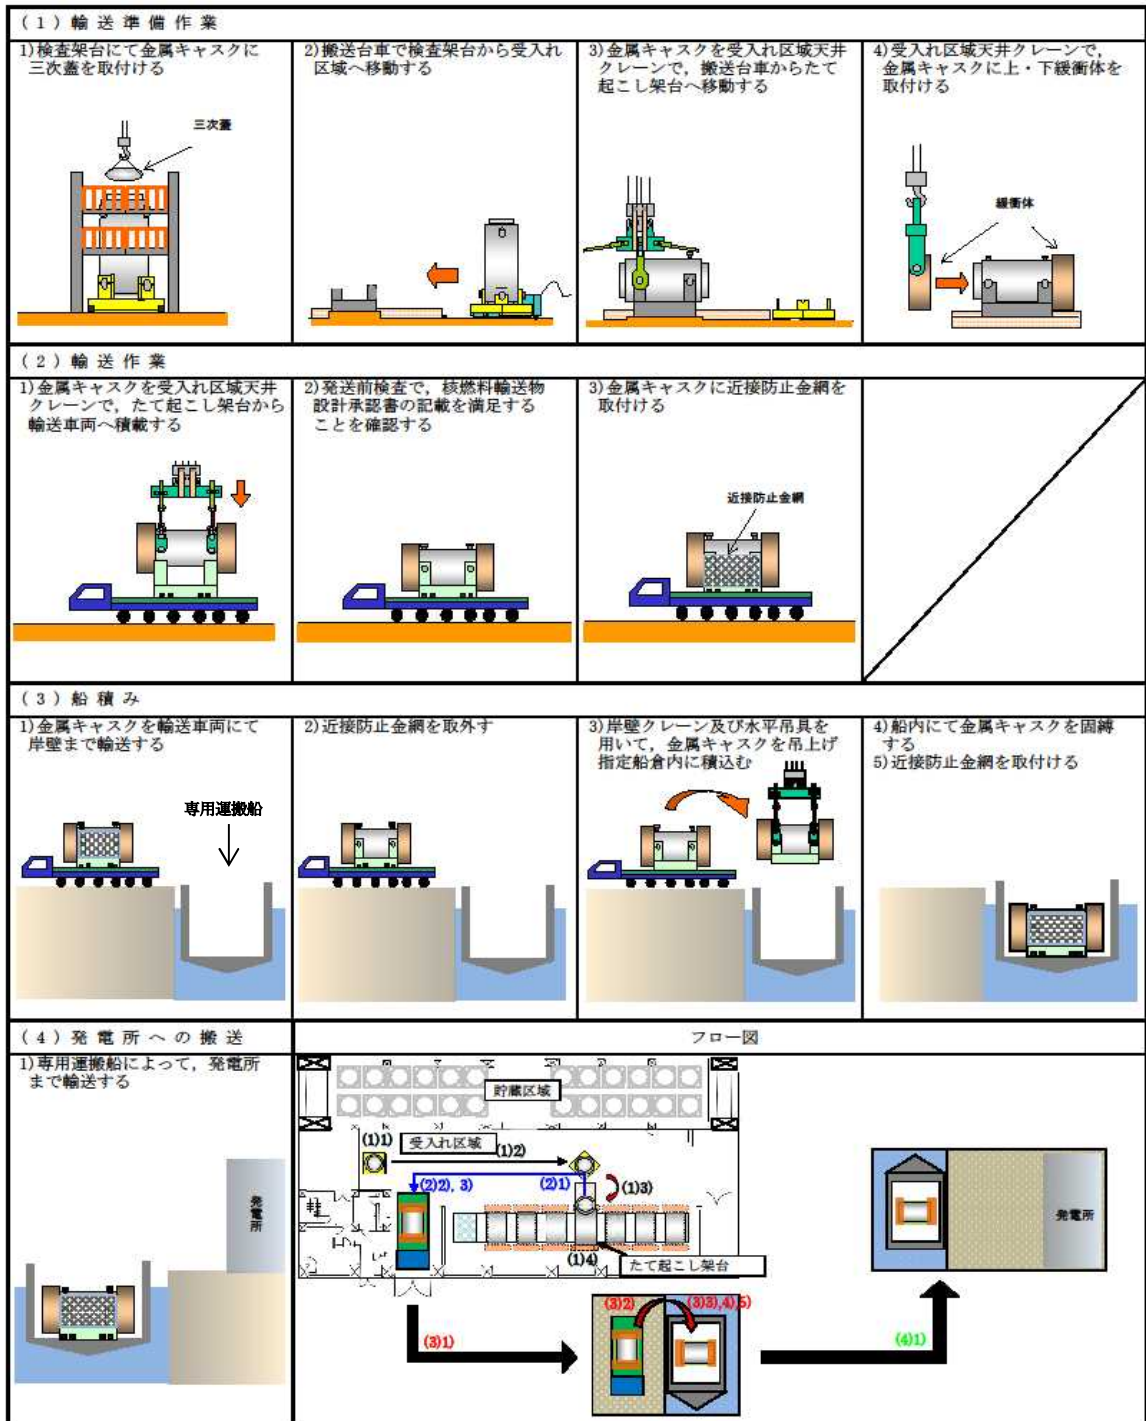 (1)輸送準備作業
1)検査架台にて金属キャスクに
三次蓋を取付ける
三次蓋
2)搬送台車で検査架台から受入れ
区域へ移動する
3)金属キャスクを受入れ区域天井
クレーンで，搬送台車からたて
起こし架台へ移動する
4)受入れ区域天井クレーンで，
金属キャスクに上・下緩衝体を
取付ける
緩衝体
(2)輸送作業
1)金属キャスクを受入れ区域天井
クレーンで，たて起こし架台から
輸送車両へ積載する
2)発送前検査で，核燃料輸送物
設計承認書の記載を満足する
ことを確認する
3)金属キャスクに近接防止金網を
取付ける
近接防止金網
(3)船積み
1)金属キャスクを輸送車両にて
岸壁まで輸送する
専用運搬船
2)近接防止金網を取外す
3)岸壁クレーン及び水平吊具を
用いて，金属キャスクを吊上げ
指定船倉内に積込む
4)船内にて金属キャスクを固縛
する
5)近接防止金網を取付ける
(4)発電所への搬送
1)専用運搬船によって，発電所
まで輸送する
発電所
フロー図
貯蔵区域
(1)1)
受入れ区域
(1)2)
(2)2), 3)
(2)1)
(1)3)
(1)4)
たて起こし架台
発電所
(3)1)
(3)2)
(3)3),4),5)
(4)1)